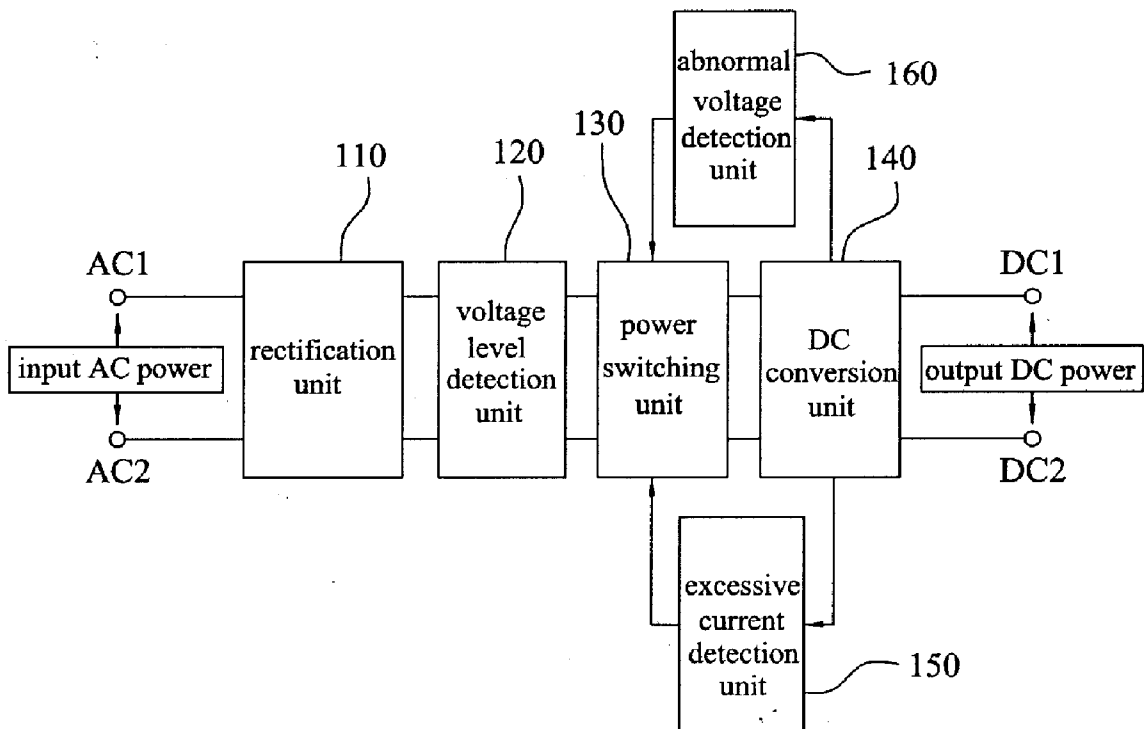 abnormal
voltage
detection
unit
160
130
140
110
120
AC1
DC1
rectification
unit
voltage
level
detection
unit
power
switching
unit
DC
conversion
unit
input AC power
output DC power
AC2
DC2
excessive
current
detection
unit
150